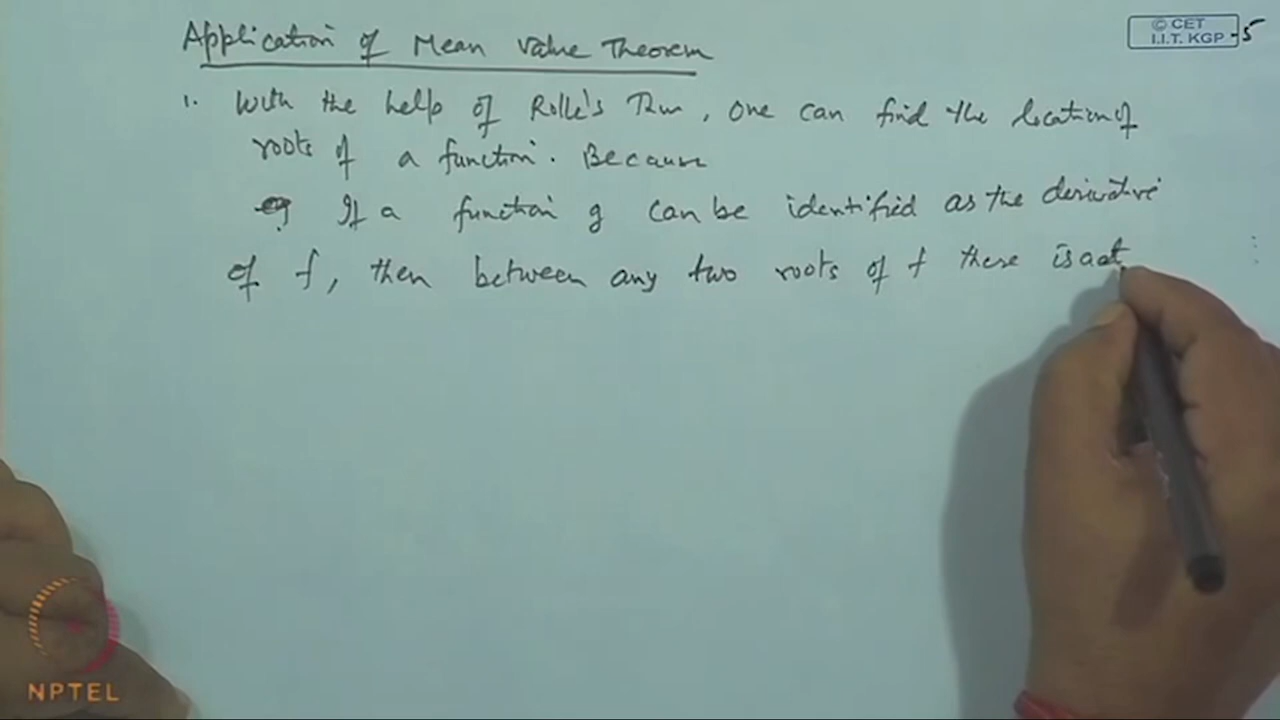 Application of Mean Value Theorem
© CET
I.I.T. KGP -5
1. With the help of Rolle's Thm, one can find the location of
roots of a function. Because
If a function g can be identified as the derivative
of f, then between any two roots of f there is at
NPTEL